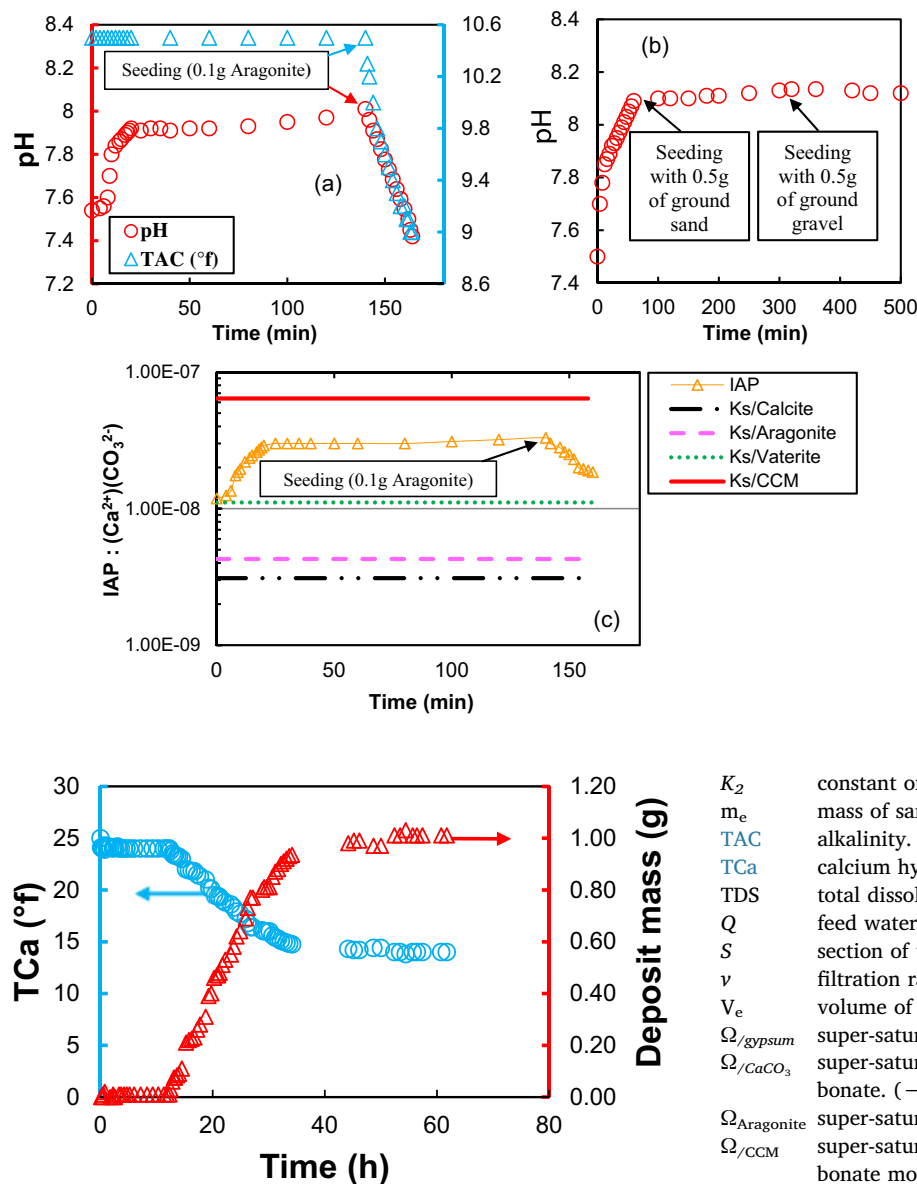 8.4
8.2
8
7.8
7.6
7.4
7.2
pH
10.6
10.2
9.8
9.4
9
8.6
Seeding (0.1g Aragonite)
(a)
pH
TAC (°f)
0 50 100 150 200
Time (min)
8.4
8.2
8
7.8
7.6
7.4
pH
(b)
Seeding
with 0.5g
of ground
sand
Seeding
with 0.5g
of ground
gravel
0 100 200 300 400 500
Time (min)
1.00E-07
1.00E-08
1.00E-09
IAP : (Ca²⁺)(CO₃²⁻)
Seeding (0.1g Aragonite)
(c)
0 50 100 150
Time (min)
IAP
Ks/Calcite
Ks/Aragonite
Ks/Vaterite
Ks/CCM
30
25
20
15
10
5
0
TCa (°f)
1.20
1.00
0.80
0.60
0.40
0.20
0.00
Deposit mass (g)
0 20 40 60 80
Time (h)
K₂ constant o
mₑ mass of sa
TAC alkalinity.
TCa calcium hy
TDS total dissol
Q feed water
S section of
v filtration ra
Vₑ volume of
Ω/gypsum super-satu
Ω/CaCO₃ super-satu
bonate. (−
ΩAragonite super-satu
Ω/CCM super-satu
bonate mo